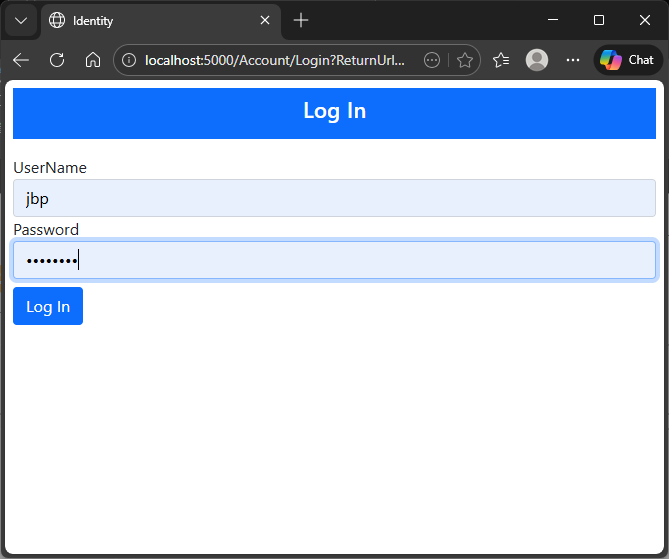 Identity
localhost:5000/Account/Login?ReturnUrl...
Chat
Log In
UserName
jbp
Password
••••••••
Log In